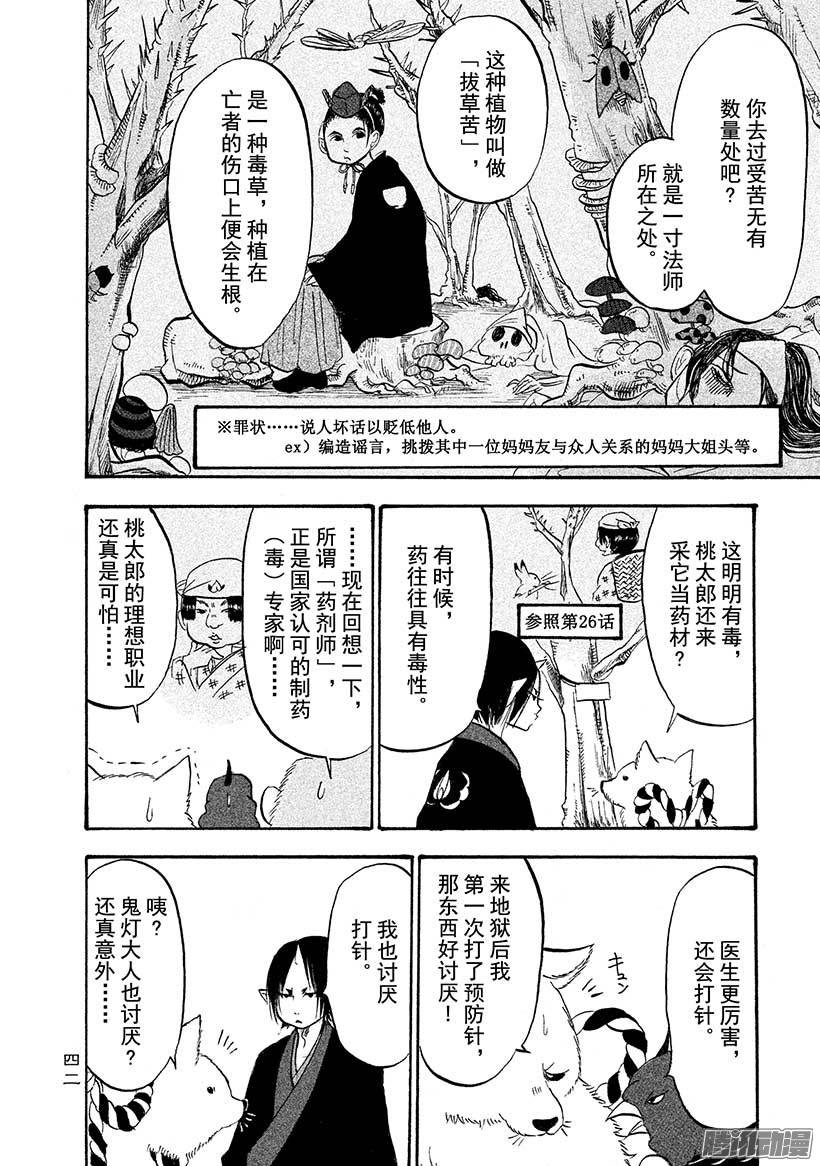 你去过受苦无有
数量处吧？
就是一寸法师
所在之处。
这种植物叫做
「拔草苦」，
是一种毒草，种植在
亡者的伤口上便会生根。
※罪状……说人坏话以贬低他人。
ex）编造谣言，挑拨其中一位妈妈友与众人关系的妈妈大姐头等。
这明明有毒，
桃太郎还来
采它当药材？
参照第26话
有时候，
药往往具有毒性。
……现在回想一下，
所谓「药剂师」，
正是国家认可的制药
（毒）专家啊……
桃太郎的理想职业
还真是可怕……
医生更厉害，
还会打针。
来地狱后我
第一次打了预防针，
那东西好讨厌！
キュン
我也讨厌
打针。
咦？
鬼灯大人也讨厌？
还真意外……
四二
腾讯动漫